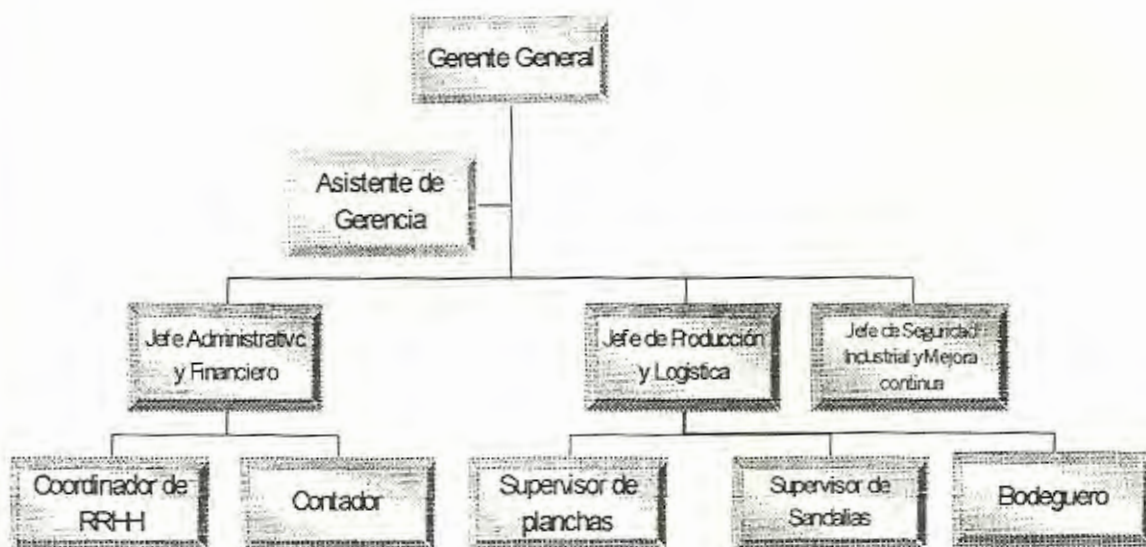 Gerente General
Asistente de
Gerencia
Jefe Administrativo
y Financiero
Jefe de Producción
y Logística
Jefe de Seguridad
Industrial y Mejora
continua
Coordinador de
RRHH
Contador
Supervisor de
planchas
Supervisor de
Sandalias
Bodeguero